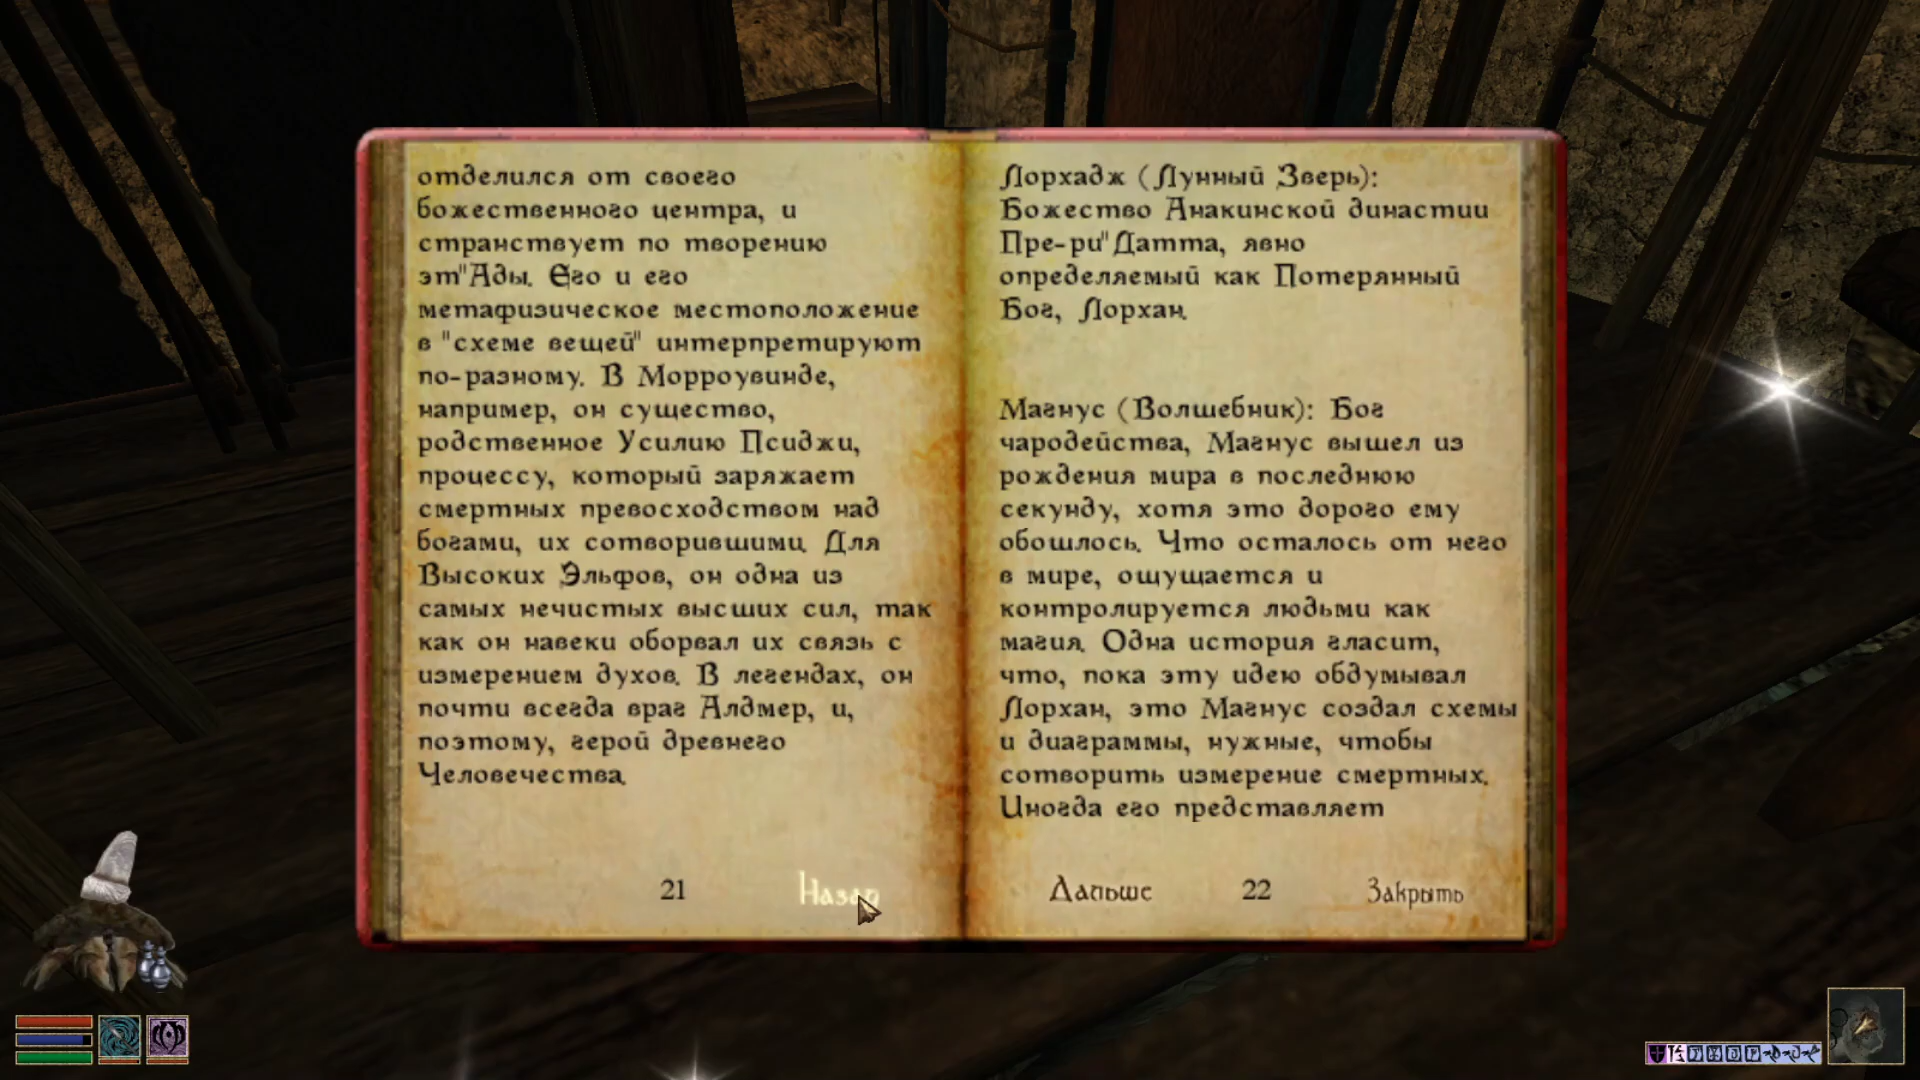 отделился от своего
божественного центра, и
странствует по творению
эт"Ады. Его и его
метафизическое местоположение
в "схеме вещей" интерпретируют
по-разному. В Морроувинде,
например, он существо,
родственное Усилию Псиджи,
процессу, который заряжает
смертных превосходством над
богами, их сотворившими. Для
Высоких Эльфов, он одна из
самых нечистых высших сил, так
как он навеки оборвал их связь с
измерением духов. В легендах, он
почти всегда враг Алдмер, и,
поэтому, герой древнего
Человечества.
21
Назад
Лорхадж (Лунный Зверь):
Божество Анакинской династии
Пре-ри"Датта, явно
определяемый как Потерянный
Бог, Лорхан.
Магнус (Волшебник): Бог
чародейства, Магнус вышел из
рождения мира в последнюю
секунду, хотя это дорого ему
обошлось. Что осталось от него
в мире, ощущается и
контролируется людьми как
магия. Одна история гласит,
что, пока эту идею обдумывал
Лорхан, это Магнус создал схемы
и диаграммы, нужные, чтобы
сотворить измерение смертных.
Иногда его представляет
Дальше
22
Закрыть